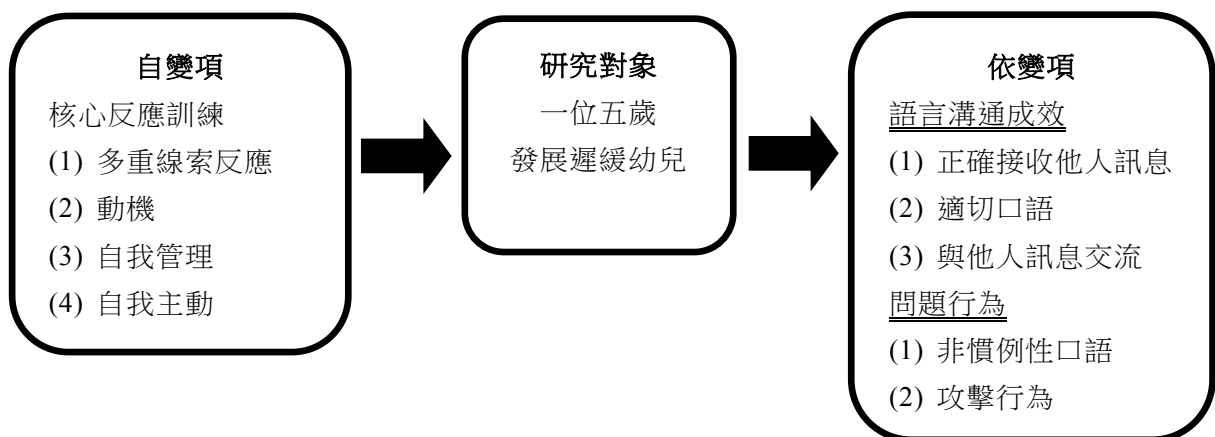 自變項
核心反應訓練
(1) 多重線索反應
(2) 動機
(3) 自我管理
(4) 自我主動
研究對象
一位五歲
發展遲緩幼兒
依變項
語言溝通成效
(1) 正確接收他人訊息
(2) 適切口語
(3) 與他人訊息交流
問題行為
(1) 非慣例性口語
(2) 攻擊行為